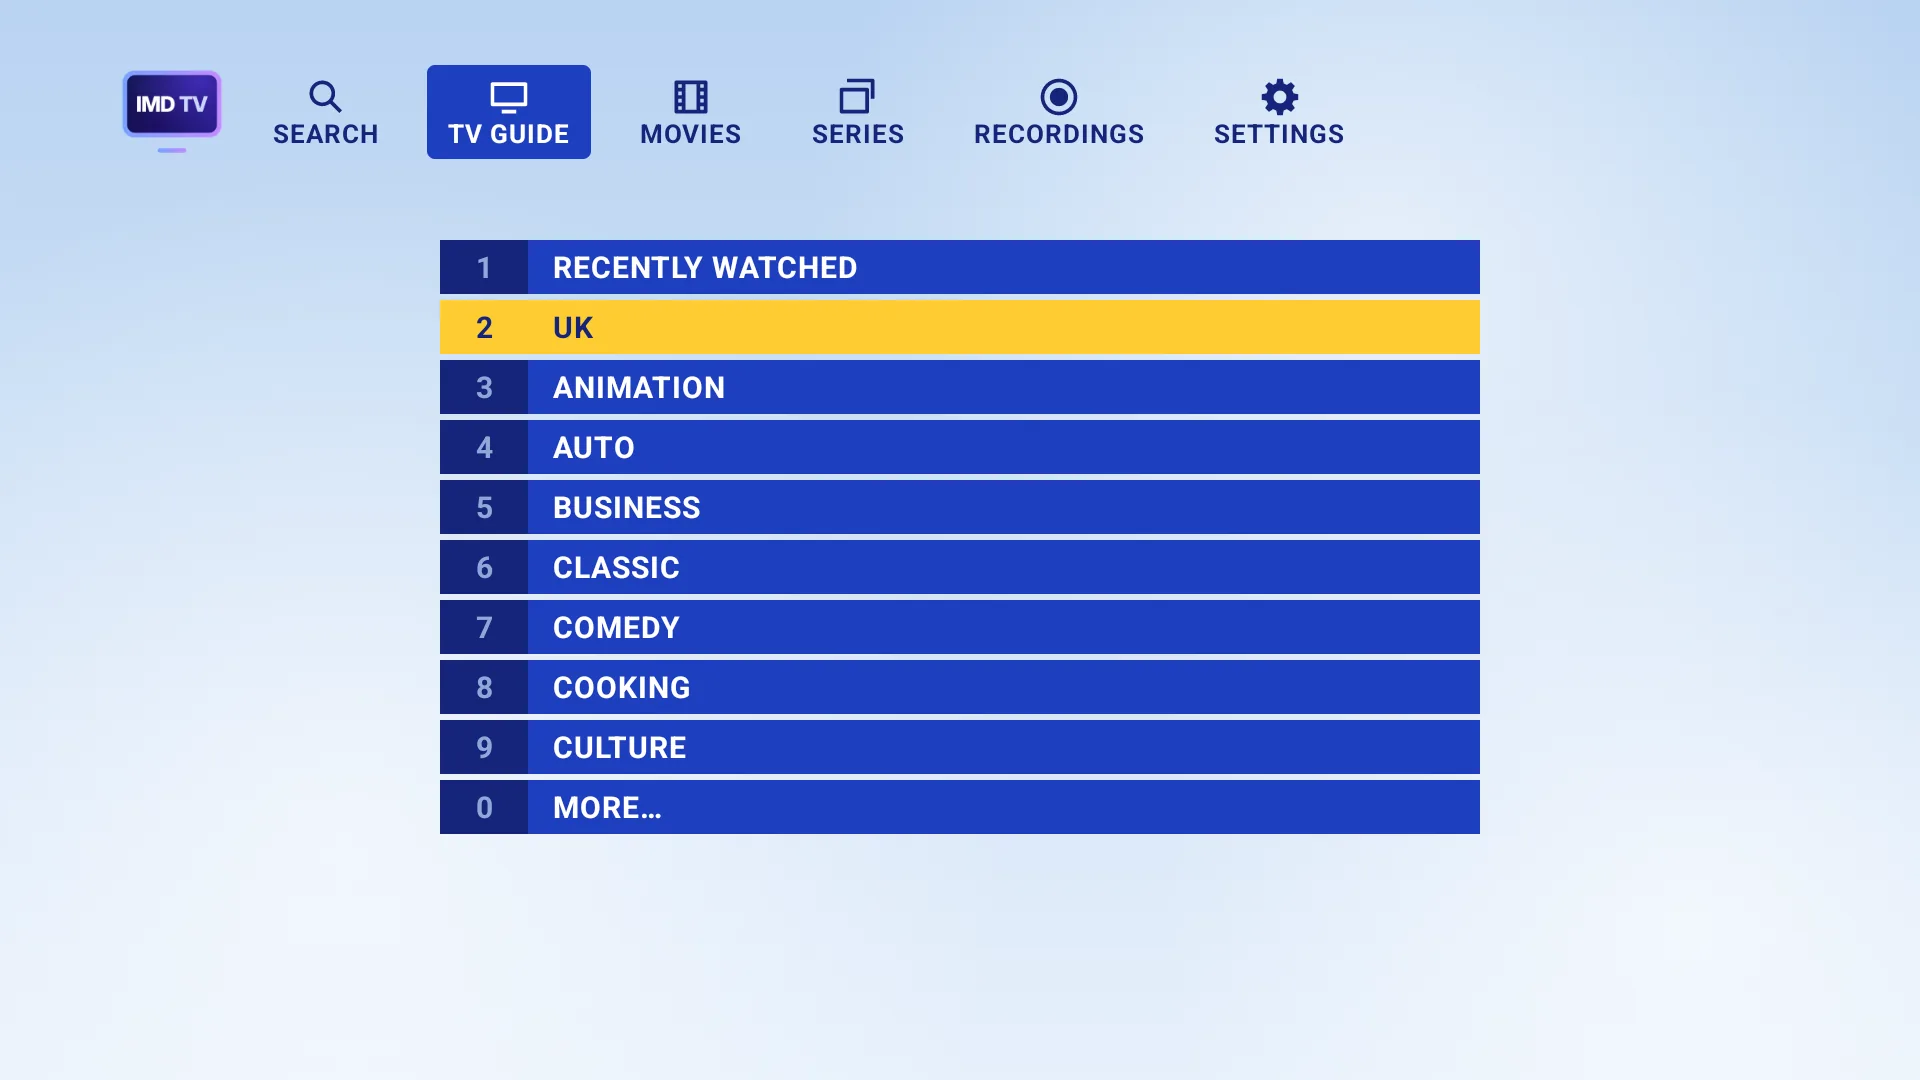 IMD TV
SEARCH
TV GUIDE
MOVIES
SERIES
RECORDINGS
SETTINGS
1 RECENTLY WATCHED
2 UK
3 ANIMATION
4 AUTO
5 BUSINESS
6 CLASSIC
7 COMEDY
8 COOKING
9 CULTURE
0 MORE...